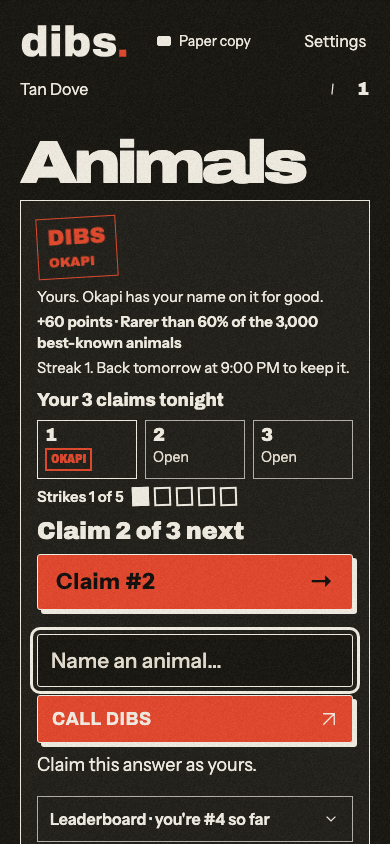 dibs.
Paper copy
Settings
Tan Dove
/ 1
Animals
DIBS
OKAPI
Yours. Okapi has your name on it for good.
+60 points · Rarer than 60% of the 3,000
best-known animals
Streak 1. Back tomorrow at 9:00 PM to keep it.
Your 3 claims tonight
1
OKAPI
2
Open
3
Open
Strikes 1 of 5
Claim 2 of 3 next
Claim #2 →
Name an animal...
CALL DIBS ↗
Claim this answer as yours.
Leaderboard · you're #4 so far